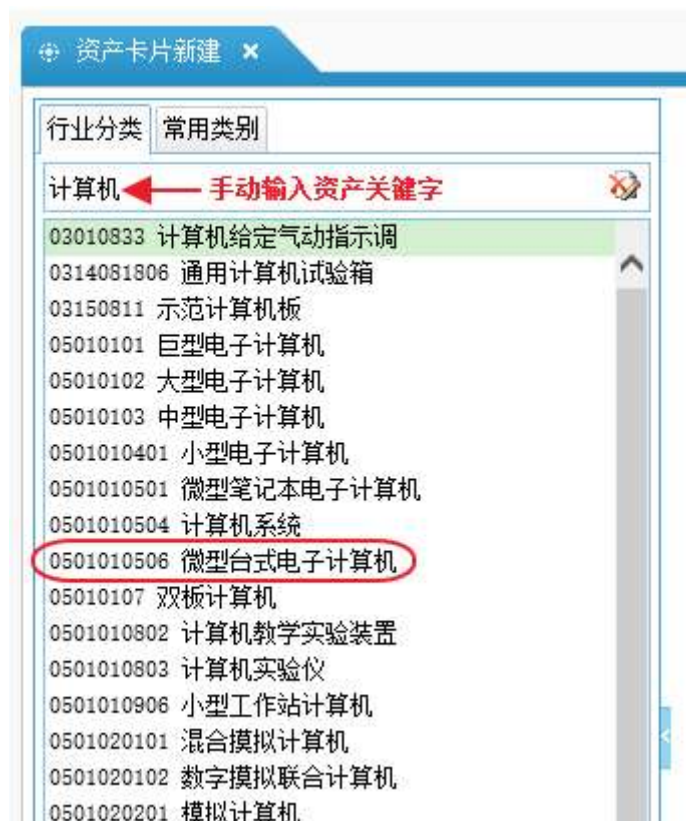 资产卡片新建 ×
行业分类 常用类别
计算机 手动输入资产关键字
03010833 计算机给定气动指示调
0314081806 通用计算机试验箱
03150811 示范计算机板
05010101 巨型电子计算机
05010102 大型电子计算机
05010103 中型电子计算机
0501010401 小型电子计算机
0501010501 微型笔记本电子计算机
0501010504 计算机系统
0501010506 微型台式电子计算机
05010107 双板计算机
0501010802 计算机教学实验装置
0501010803 计算机实验仪
0501010906 小型工作站计算机
0501020101 混合摸拟计算机
0501020102 数字摸拟联合计算机
0501020201 模拟计算机